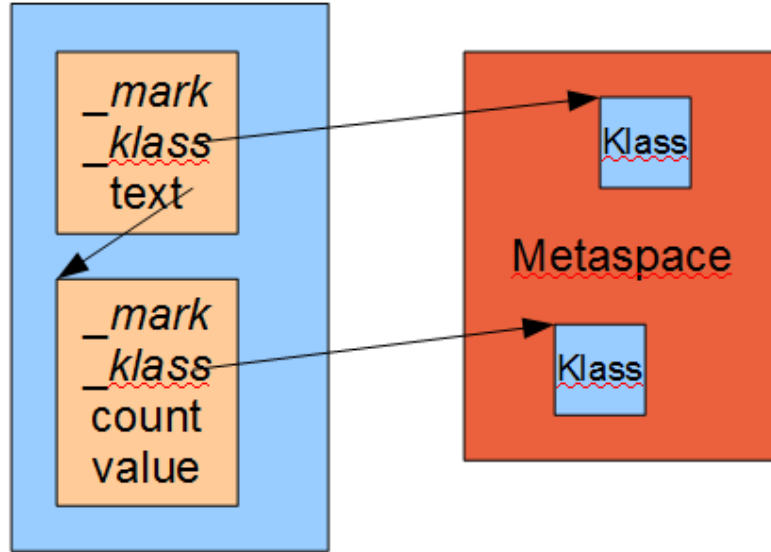 _mark
_klass
text
_mark
_klass
count
value
Klass
Metaspace
Klass